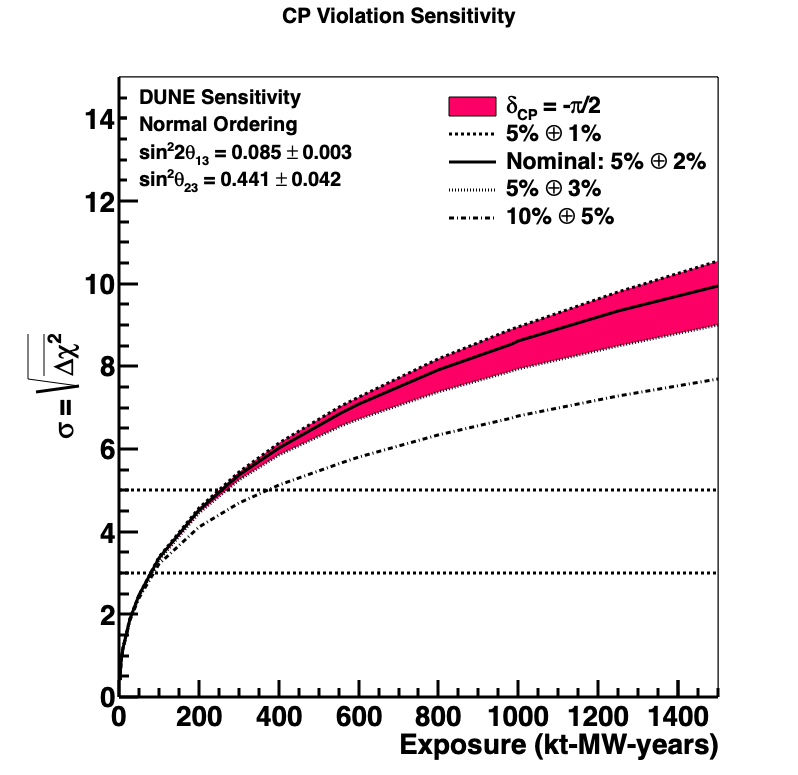 CP Violation Sensitivity
DUNE Sensitivity
Normal Ordering
sin²2θ₁₃ = 0.085 ± 0.003
sin²θ₂₃ = 0.441 ± 0.042
δ_CP = -π/2
5% ⊕ 1%
Nominal: 5% ⊕ 2%
5% ⊕ 3%
10% ⊕ 5%
14
12
10
8
6
4
2
0
σ = √Δχ²
0 200 400 600 800 1000 1200 1400
Exposure (kt-MW-years)